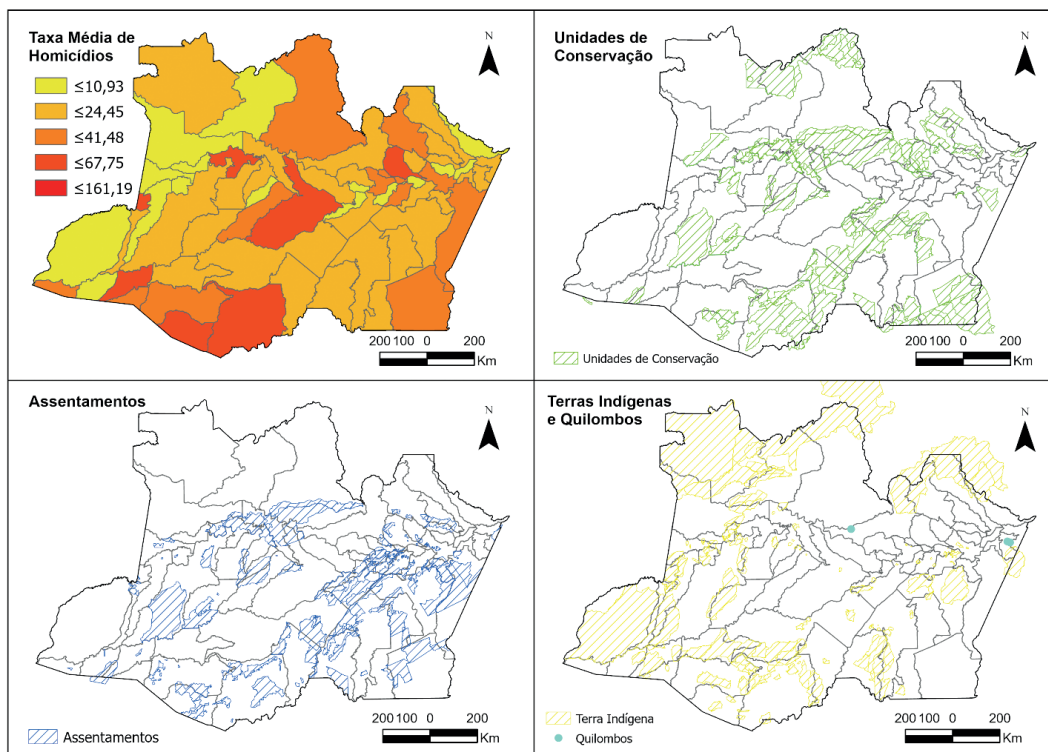 Taxa Média de
Homicídios
≤10,93
≤24,45
≤41,48
≤67,75
≤161,19
N
200 100 0 200
Km
Unidades de
Conservação
N
Unidades de Conservação
200 100 0 200
Km
Assentamentos
N
Assentamentos
200 100 0 200
Km
Terras Indígenas
e Quilombos
N
Terra Indígena
Quilombos
200 100 0 200
Km